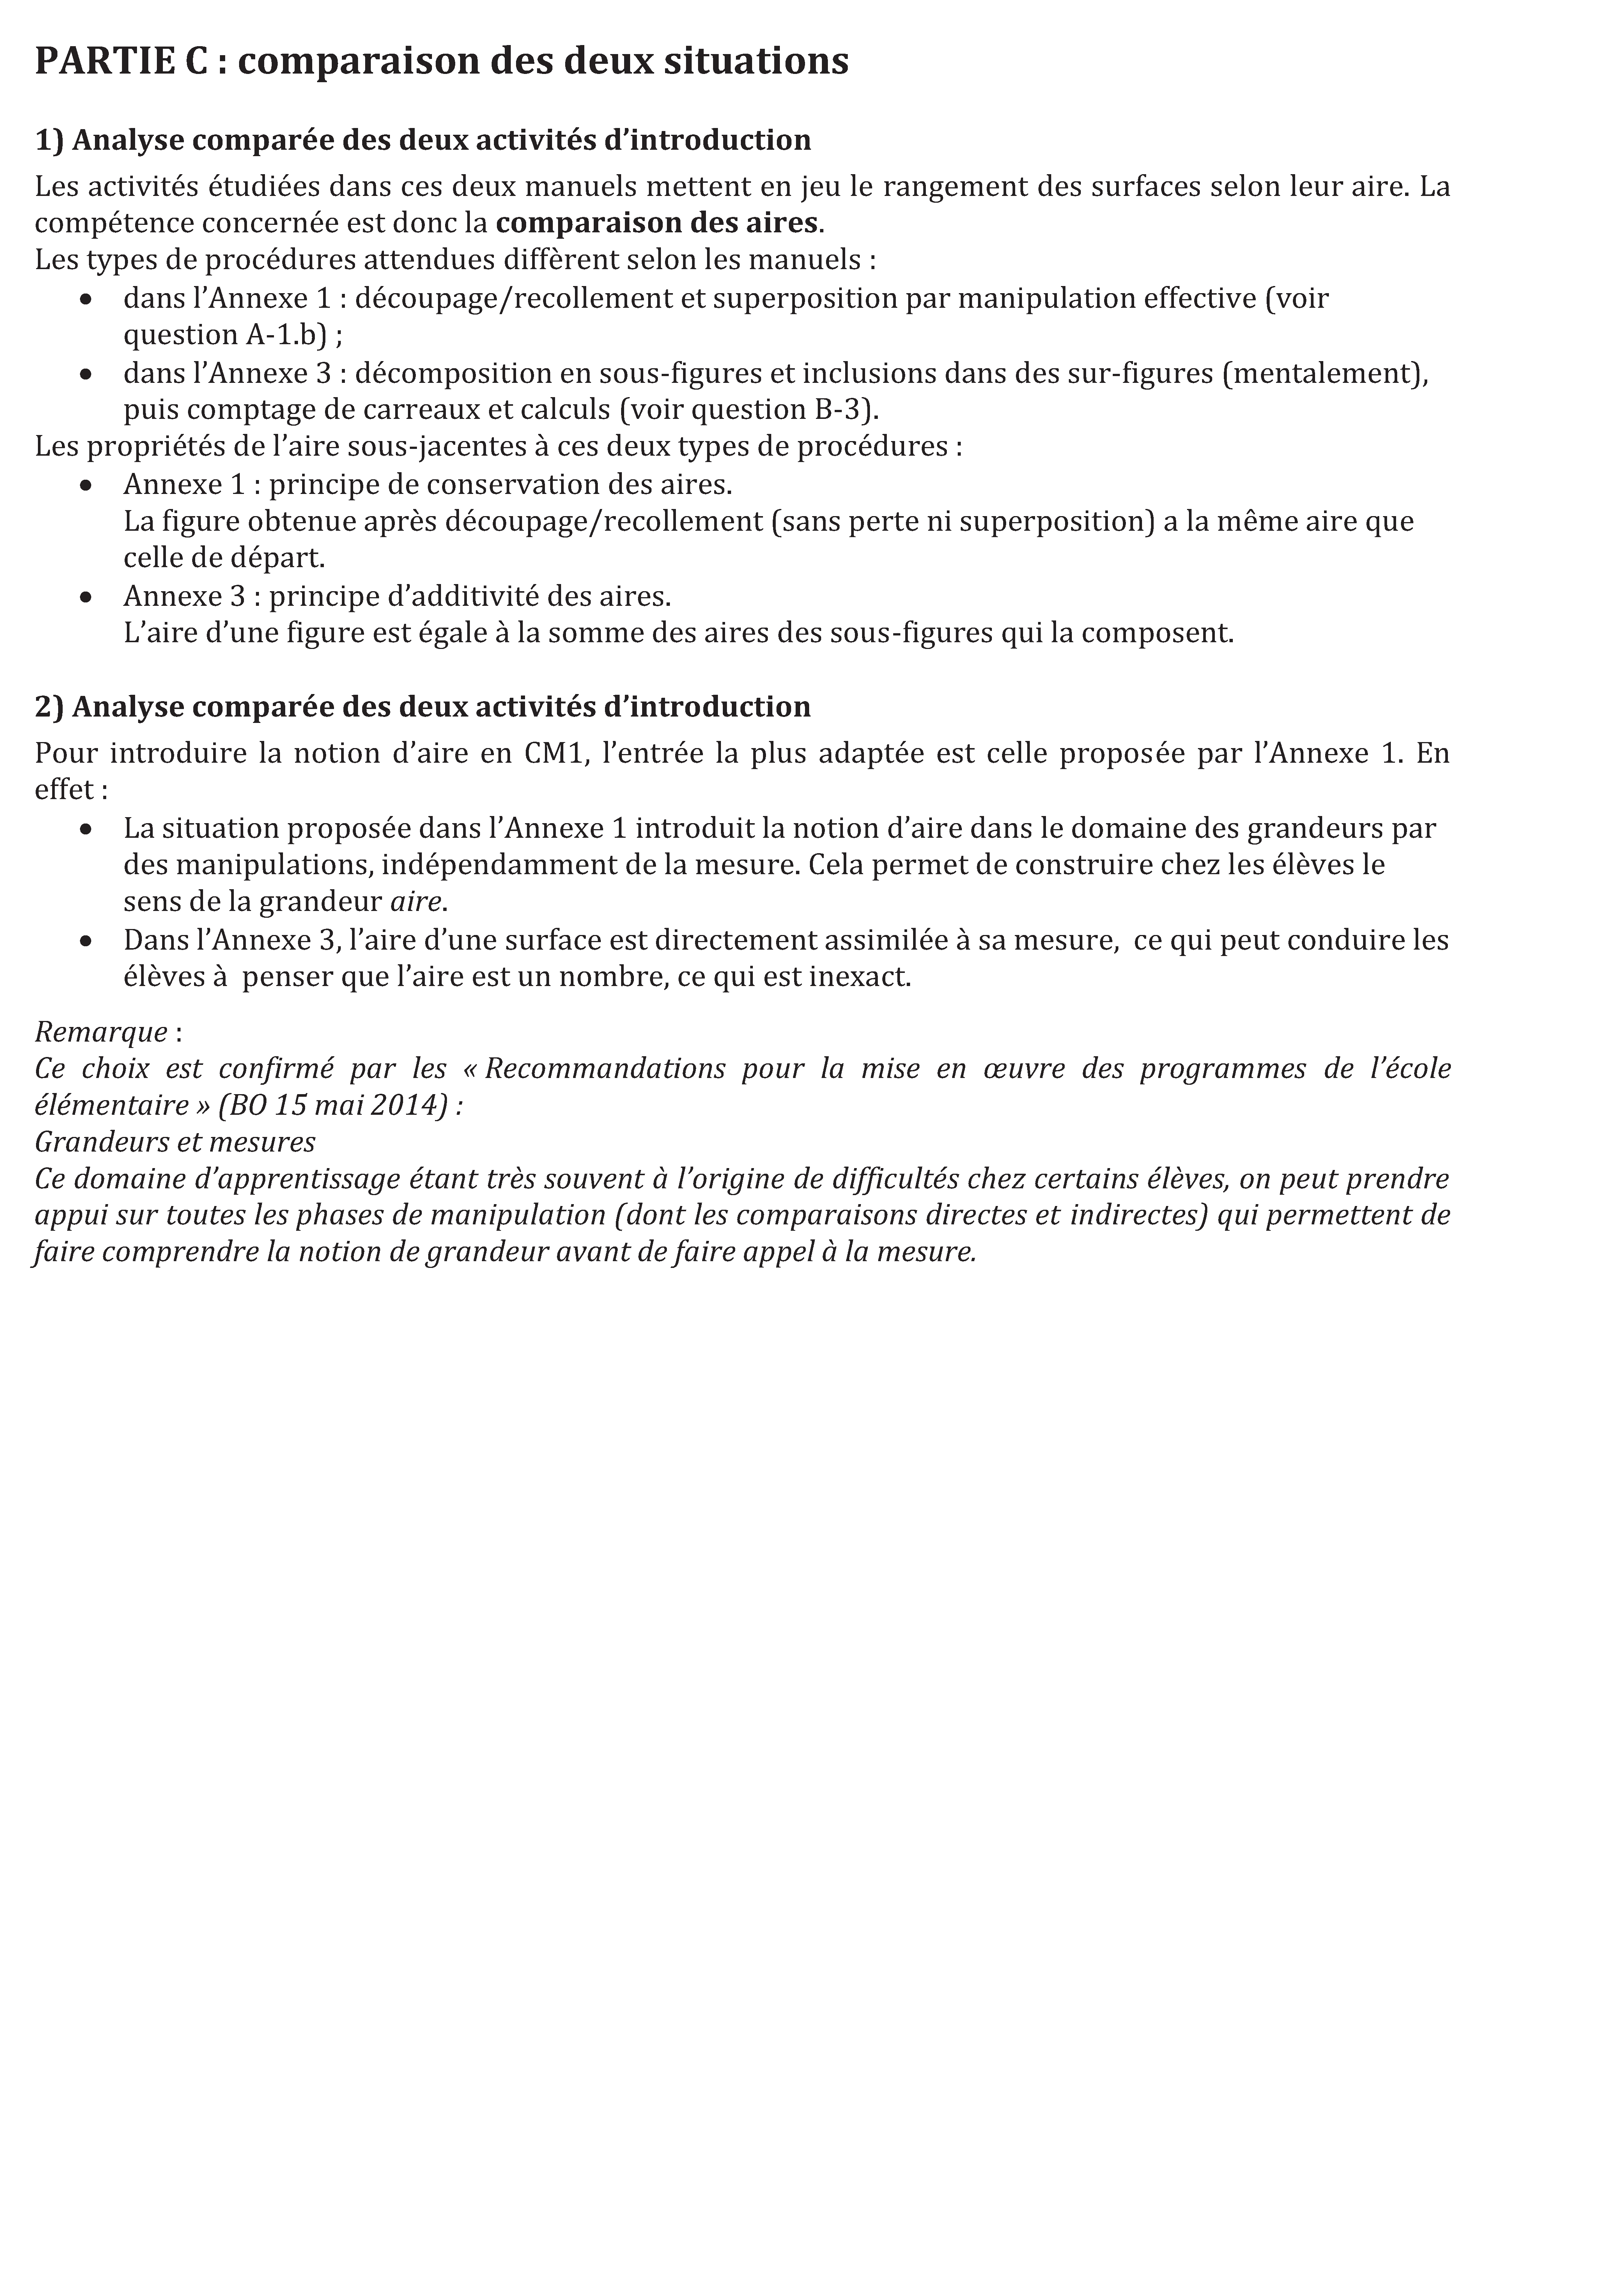 PARTIE C : comparaison des deux situations
1) Analyse comparée des deux activités d’introduction
Les activités étudiées dans ces deux manuels mettent en jeu le rangement des surfaces selon leur aire. La
compétence concernée est donc la comparaison des aires.
Les types de procédures attendues diffèrent selon les manuels :
• dans l’Annexe 1 : découpage/recollement et superposition par manipulation effective (voir
question A-1.b) ;
• dans l’Annexe 3 : décomposition en sous-figures et inclusions dans des sur-figures (mentalement),
puis comptage de carreaux et calculs (voir question B-3).
Les propriétés de l’aire sous-jacentes à ces deux types de procédures :
• Annexe 1 : principe de conservation des aires.
La figure obtenue après découpage/recollement (sans perte ni superposition) a la même aire que
celle de départ.
• Annexe 3 : principe d’additivité des aires.
L’aire d’une figure est égale à la somme des aires des sous-figures qui la composent.
2) Analyse comparée des deux activités d’introduction
Pour introduire la notion d’aire en CM1, l’entrée la plus adaptée est celle proposée par l’Annexe 1. En
effet :
• La situation proposée dans l’Annexe 1 introduit la notion d’aire dans le domaine des grandeurs par
des manipulations, indépendamment de la mesure. Cela permet de construire chez les élèves le
sens de la grandeur aire.
• Dans l’Annexe 3, l’aire d’une surface est directement assimilée à sa mesure, ce qui peut conduire les
élèves à penser que l’aire est un nombre, ce qui est inexact.
Remarque :
Ce choix est confirmé par les « Recommandations pour la mise en œuvre des programmes de l’école
élémentaire » (BO 15 mai 2014) :
Grandeurs et mesures
Ce domaine d’apprentissage étant très souvent à l’origine de difficultés chez certains élèves, on peut prendre
appui sur toutes les phases de manipulation (dont les comparaisons directes et indirectes) qui permettent de
faire comprendre la notion de grandeur avant de faire appel à la mesure.